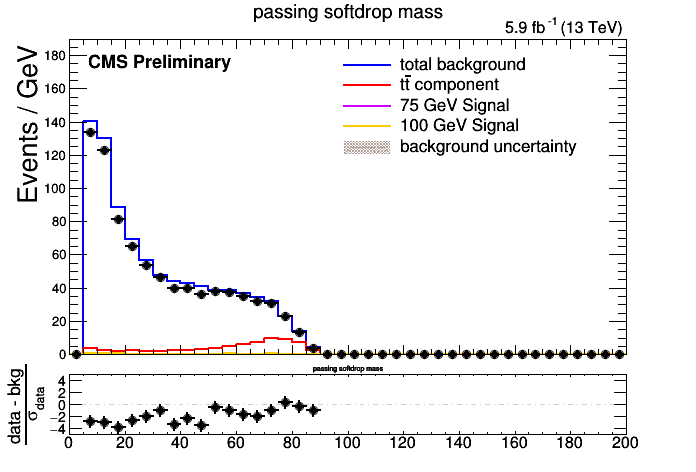 passing softdrop mass
5.9 fb⁻¹ (13 TeV)
CMS Preliminary
total background
tt̄ component
75 GeV Signal
100 GeV Signal
background uncertainty
Events / GeV
180
160
140
120
100
80
60
40
20
0
passing softdrop mass
data - bkg
σ_data
4
2
0
−2
−4
0 20 40 60 80 100 120 140 160 180 200